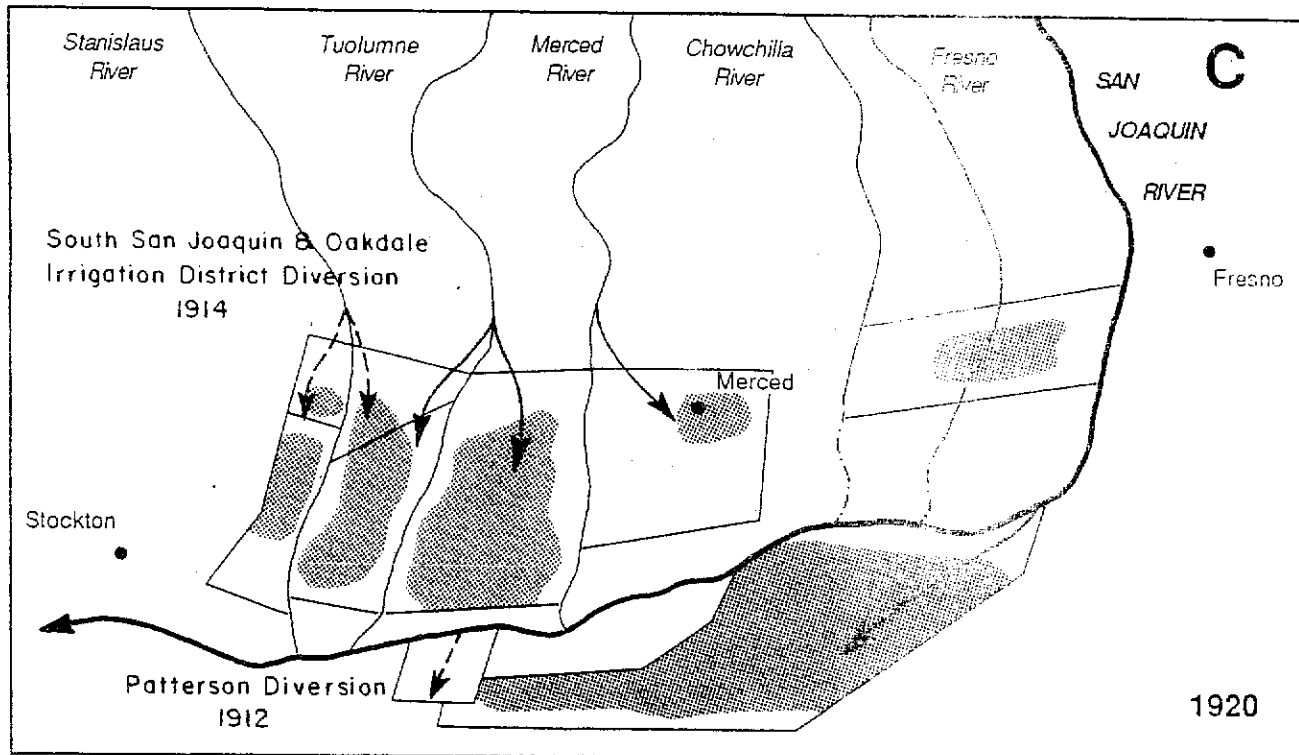 Stanislaus
River
Tuolumne
River
Merced
River
Chowchilla
River
Fresno
River
SAN
JOAQUIN
RIVER
C
South San Joaquin & Oakdale
Irrigation District Diversion
1914
Fresno
Merced
Stockton
Patterson Diversion
1912
1920